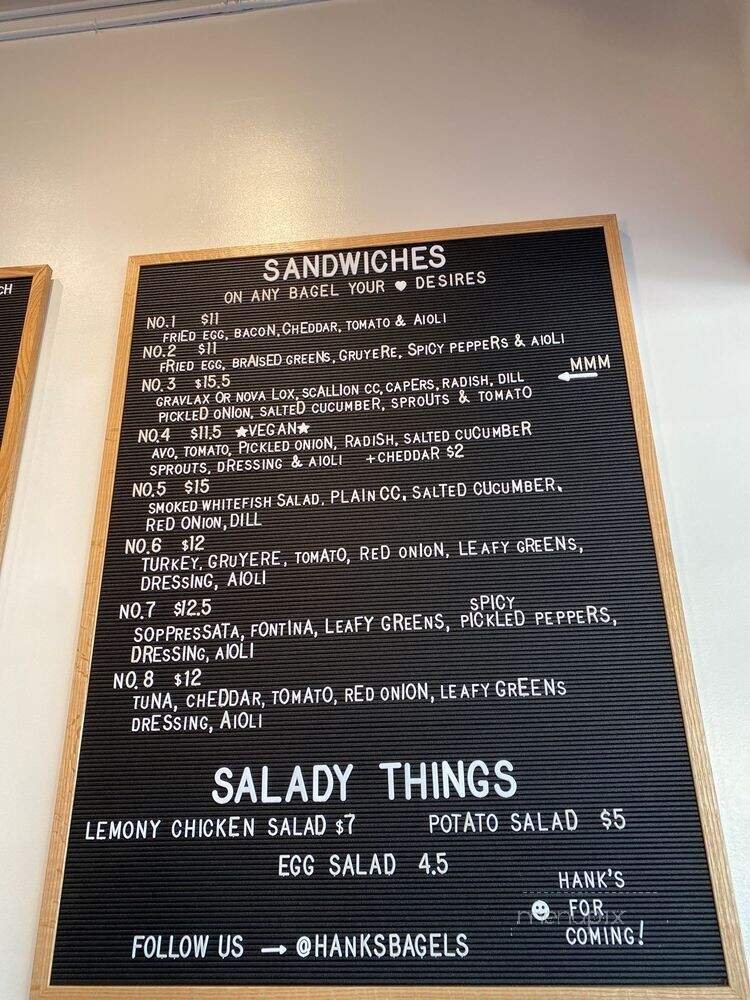 CH
SANDWICHES
ON ANY BAGEL YOUR ♥ DESIRES
NO.1 $11
FRIED EGG, BACON, CHEDDAR, TOMATO & AIOLI
NO.2 $11
FRIED EGG, BRAISED GREENS, GRUYERE, SPICY PEPPERS & AIOLI
NO.3 $15.5
MMM
GRAVLAX OR NOVA LOX, SCALLION CC, CAPERS, RADISH, DILL ←
PICKLED ONION, SALTED CUCUMBER, SPROUTS & TOMATO
NO.4 $11.5 ★VEGAN★
AVO, TOMATO, PICKLED ONION, RADISH, SALTED CUCUMBER
SPROUTS, DRESSING & AIOLI +CHEDDAR $2
NO.5 $15
SMOKED WHITEFISH SALAD, PLAIN CC, SALTED CUCUMBER,
RED ONION, DILL
NO.6 $12
TURKEY, GRUYERE, TOMATO, RED ONION, LEAFY GREENS,
DRESSING, AIOLI
NO.7 $12.5
SPICY
SOPPRESSATA, FONTINA, LEAFY GREENS, PICKLED PEPPERS,
DRESSING, AIOLI
NO.8 $12
TUNA, CHEDDAR, TOMATO, RED ONION, LEAFY GREENS
DRESSING, AIOLI
SALADY THINGS
LEMONY CHICKEN SALAD $7 POTATO SALAD $5
EGG SALAD 4.5
HANK'S
☻ FOR
menupix
COMING!
FOLLOW US → @HANKSBAGELS